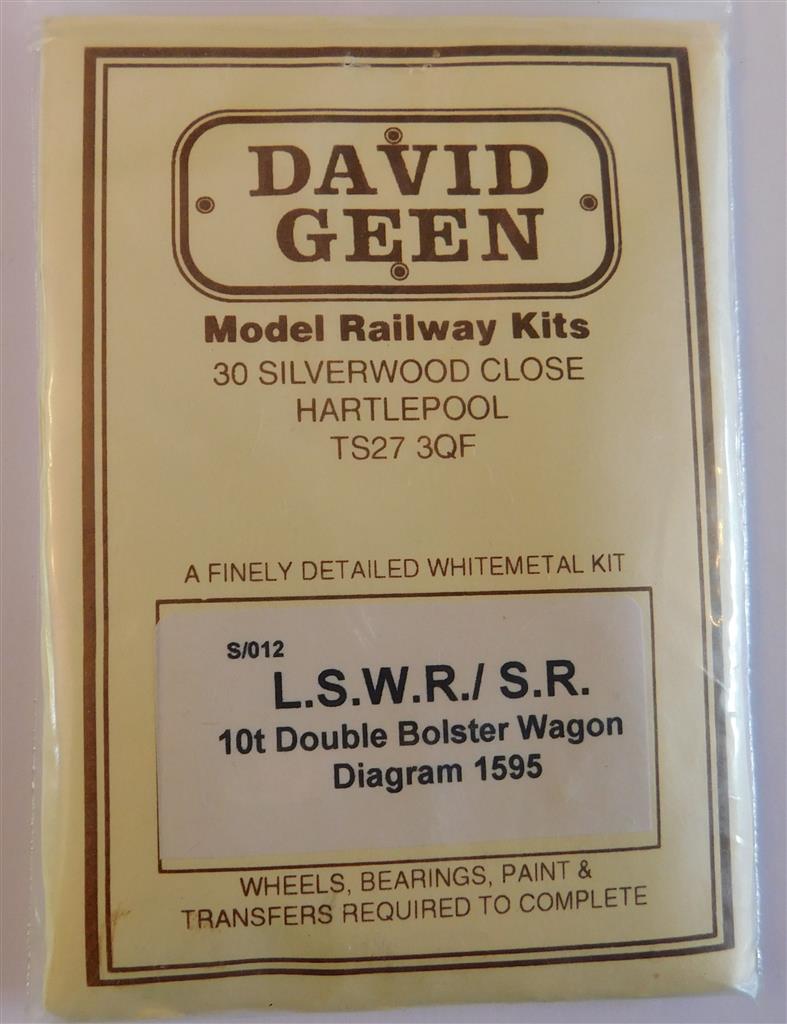 DAVID
GEEN
Model Railway Kits
30 SILVERWOOD CLOSE
HARTLEPOOL
TS27 3QF
A FINELY DETAILED WHITEMETAL KIT
S/012
L.S.W.R./ S.R.
10t Double Bolster Wagon
Diagram 1595
WHEELS, BEARINGS, PAINT &
TRANSFERS REQUIRED TO COMPLETE